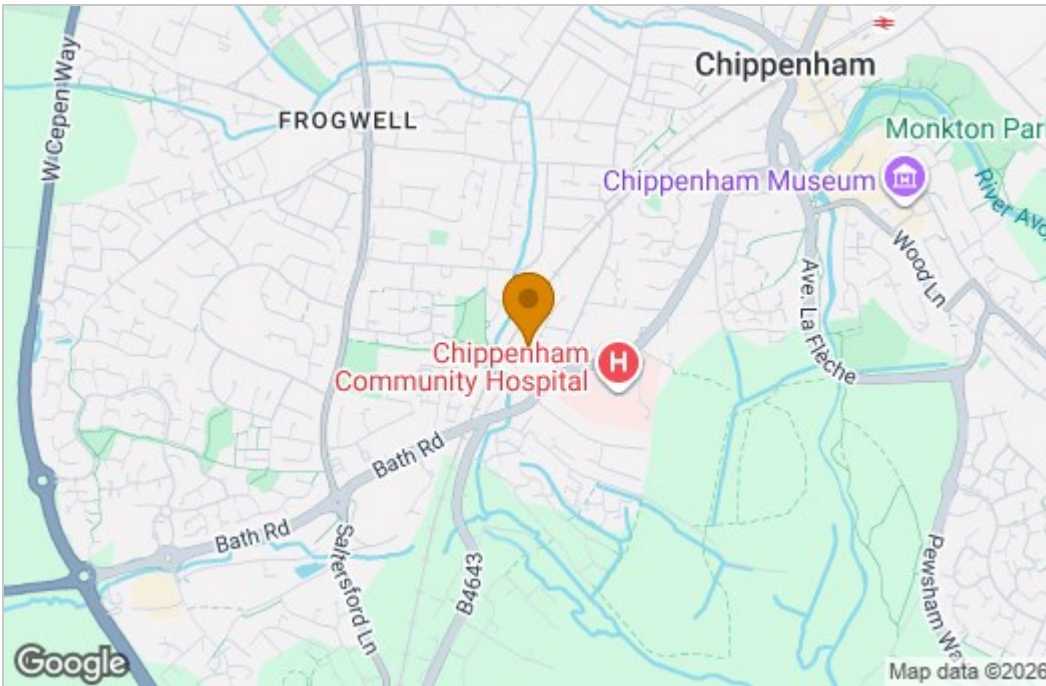 W Cepen Way
FROGWELL
Chippenham
Monkton Par
Chippenham Museum
River Avo
Wood Ln
Ave. La Flèche
Chippenham
Community Hospital
H
Bath Rd
Bath Rd
Saltersford Ln
B4643
Pewsham Wa
Google
Map data ©2026